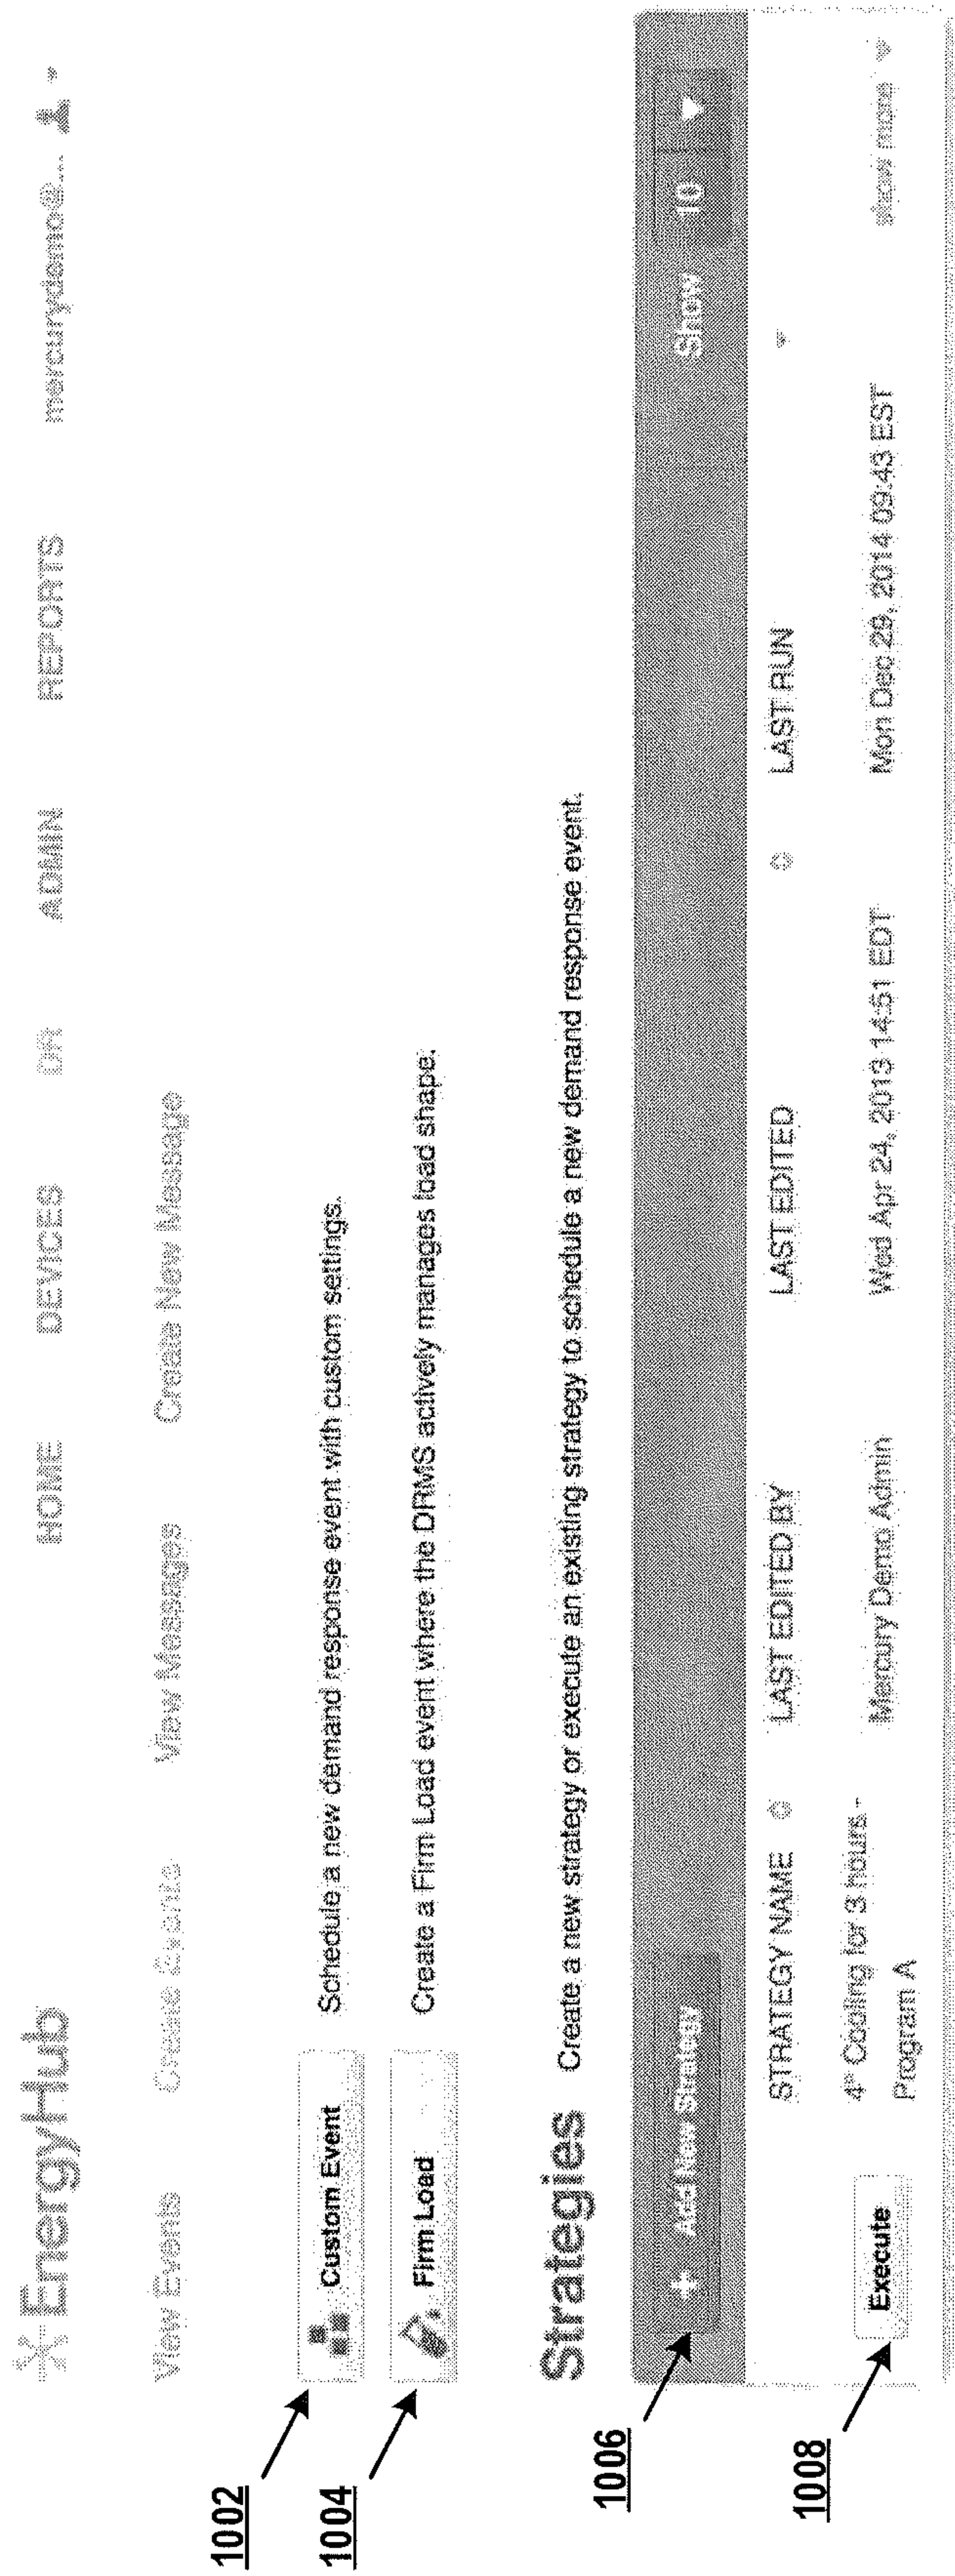 EnergyHub HOME DEVICES DR ADMIN REPORTS mercurydemo@...
View Events Create Events View Messages Create New Message
1002 Custom Event Schedule a new demand response event with custom settings.
1004 Firm Load Create a Firm Load event where the DRMS actively manages load shape.
Strategies Create a new strategy or execute an existing strategy to schedule a new demand response event.
1006 + Add New Strategy Show 10
STRATEGY NAME LAST EDITED BY LAST EDITED LAST RUN
1008 Execute 4° Cooling for 3 hours - Mercury Demo Admin Wed Apr 24, 2013 14:51 EDT Mon Dec 29, 2014 09:43 EST show more
Program A